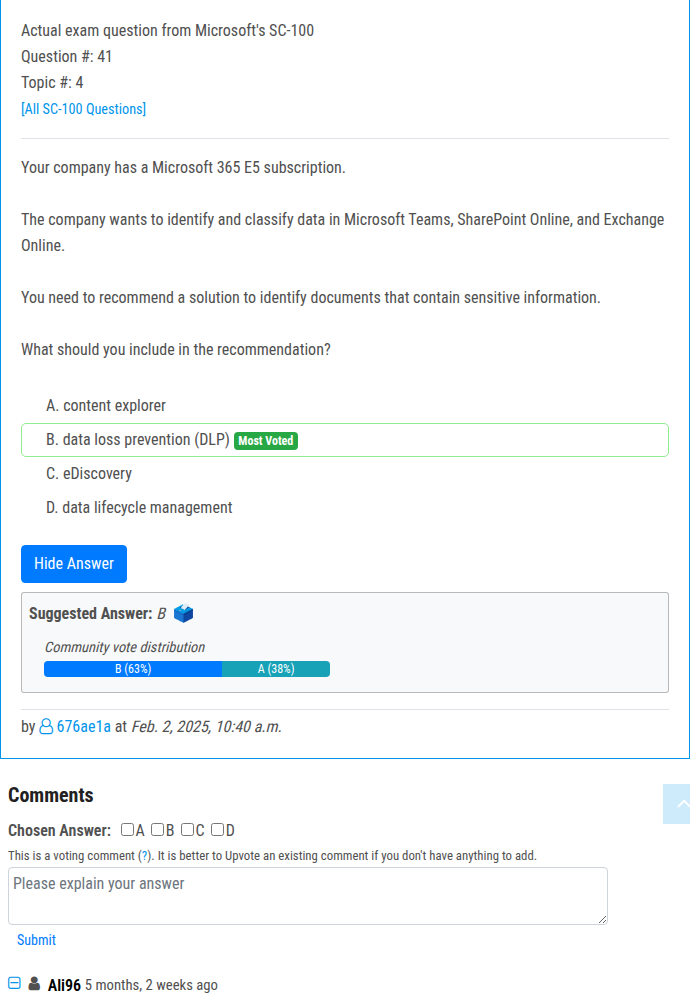 Actual exam question from Microsoft's SC-100
Question #: 41
Topic #: 4
[All SC-100 Questions]
Your company has a Microsoft 365 E5 subscription.
The company wants to identify and classify data in Microsoft Teams, SharePoint Online, and Exchange
Online.
You need to recommend a solution to identify documents that contain sensitive information.
What should you include in the recommendation?
A. content explorer
B. data loss prevention (DLP) Most Voted
C. eDiscovery
D. data lifecycle management
Hide Answer
Suggested Answer: B
Community vote distribution
B (63%) A (38%)
by 676ae1a at Feb. 2, 2025, 10:40 a.m.
Comments
Chosen Answer: A B C D
This is a voting comment (?). It is better to Upvote an existing comment if you don't have anything to add.
Please explain your answer
Submit
Ali96 5 months, 2 weeks ago